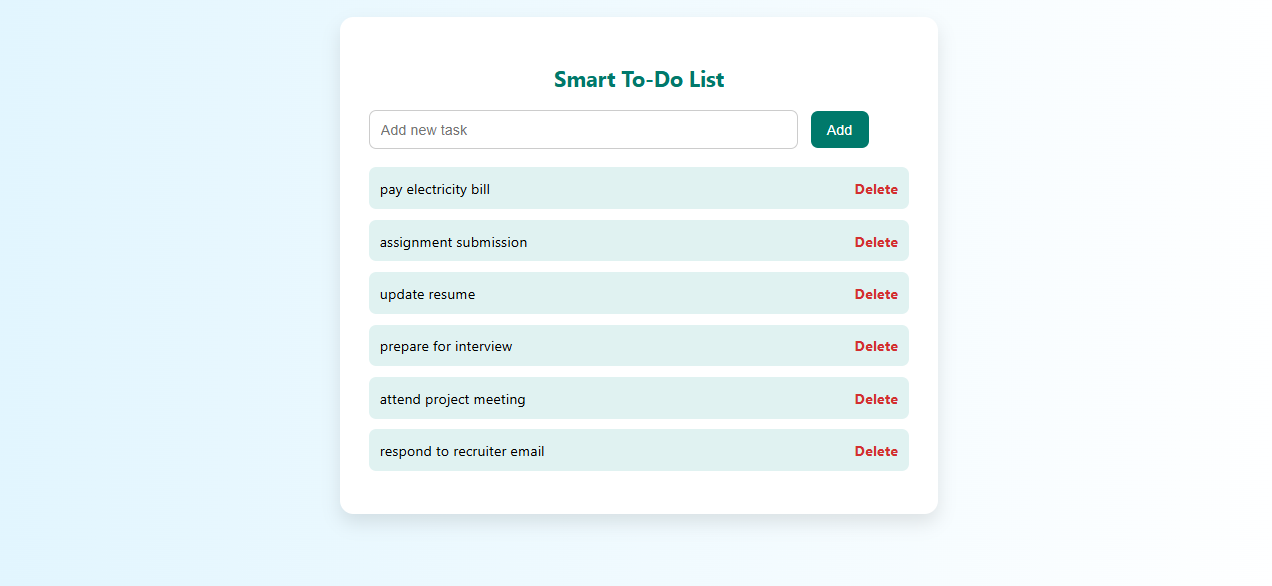 Smart To-Do List
Add new task Add
pay electricity bill Delete
assignment submission Delete
update resume Delete
prepare for interview Delete
attend project meeting Delete
respond to recruiter email Delete